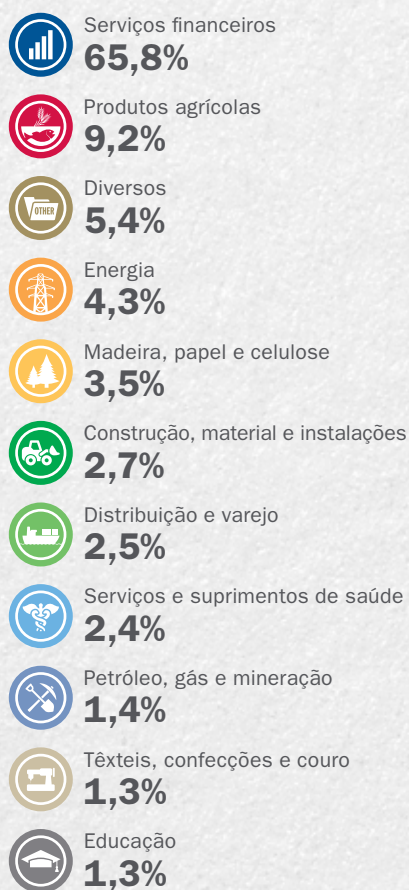 Serviços financeiros
65,8%
Produtos agrícolas
9,2%
Diversos
OTHER
5,4%
Energia
4,3%
Madeira, papel e celulose
3,5%
Construção, material e instalações
2,7%
Distribuição e varejo
2,5%
Serviços e suprimentos de saúde
2,4%
Petróleo, gás e mineração
1,4%
Têxteis, confecções e couro
1,3%
Educação
1,3%